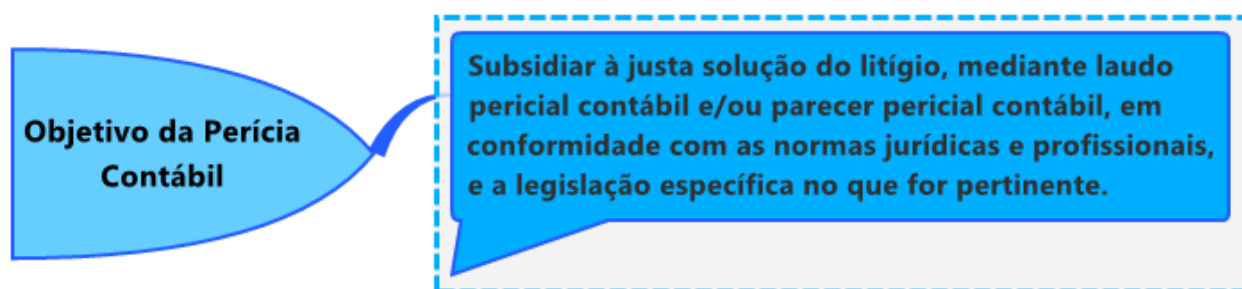 Objetivo da Perícia
Contábil
Subsidiar à justa solução do litígio, mediante laudo
pericial contábil e/ou parecer pericial contábil, em
conformidade com as normas jurídicas e profissionais,
e a legislação específica no que for pertinente.